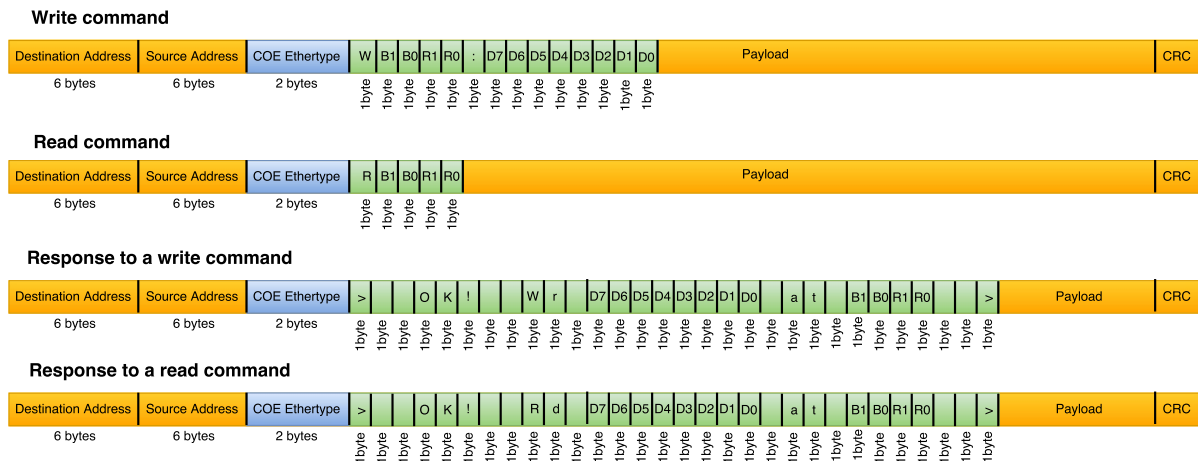 Write command
Destination Address Source Address COE Ethertype W B1 B0 R1 R0 : D7 D6 D5 D4 D3 D2 D1 D0 Payload CRC
6 bytes 6 bytes 2 bytes 1byte 1byte 1byte 1byte 1byte 1byte 1byte 1byte 1byte 1byte 1byte 1byte 1byte 1byte
Read command
Destination Address Source Address COE Ethertype R B1 B0 R1 R0 Payload CRC
6 bytes 6 bytes 2 bytes 1byte 1byte 1byte 1byte 1byte
Response to a write command
Destination Address Source Address COE Ethertype > O K ! W r D7 D6 D5 D4 D3 D2 D1 D0 a t B1 B0 R1 R0 > Payload CRC
6 bytes 6 bytes 2 bytes 1byte 1byte 1byte 1byte 1byte 1byte 1byte 1byte 1byte 1byte 1byte 1byte 1byte 1byte 1byte 1byte 1byte 1byte 1byte 1byte 1byte 1byte 1byte 1byte 1byte 1byte 1byte 1byte 1byte 1byte
Response to a read command
Destination Address Source Address COE Ethertype > O K ! R d D7 D6 D5 D4 D3 D2 D1 D0 a t B1 B0 R1 R0 > Payload CRC
6 bytes 6 bytes 2 bytes 1byte 1byte 1byte 1byte 1byte 1byte 1byte 1byte 1byte 1byte 1byte 1byte 1byte 1byte 1byte 1byte 1byte 1byte 1byte 1byte 1byte 1byte 1byte 1byte 1byte 1byte 1byte 1byte 1byte 1byte